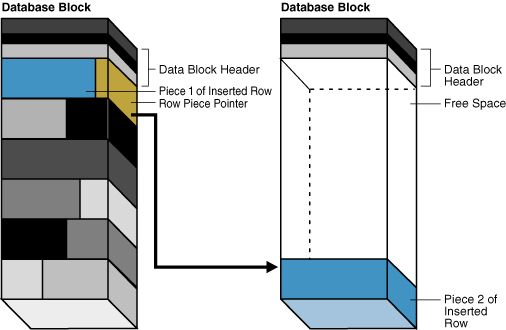 Database Block
Data Block Header
Piece 1 of Inserted Row
Row Piece Pointer
Database Block
Data Block
Header
Free Space
Piece 2 of
Inserted
Row